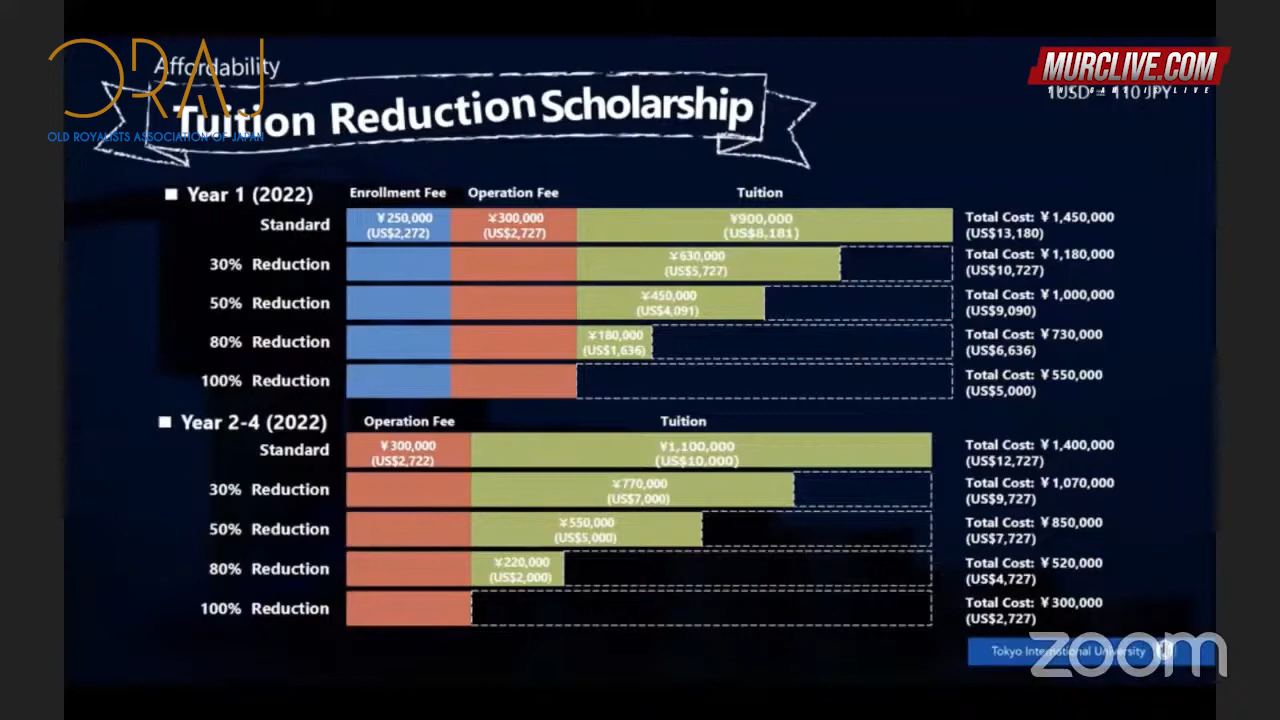 ORAJ
OLD ROYALISTS ASSOCIATION OF JAPAN
Affordability
Tuition Reduction Scholarship
MURCLIVE.COM
1USD = 110 JPY
■ Year 1 (2022) Enrollment Fee Operation Fee Tuition
Standard ¥250,000 ¥300,000 ¥900,000 Total Cost: ¥1,450,000
(US$2,272) (US$2,727) (US$8,181) (US$13,180)
30% Reduction ¥630,000 Total Cost: ¥1,180,000
(US$5,727) (US$10,727)
50% Reduction ¥450,000 Total Cost: ¥1,000,000
(US$4,091) (US$9,090)
80% Reduction ¥180,000 Total Cost: ¥730,000
(US$1,636) (US$6,636)
100% Reduction Total Cost: ¥550,000
(US$5,000)
■ Year 2-4 (2022) Operation Fee Tuition
Standard ¥300,000 ¥1,100,000 Total Cost: ¥1,400,000
(US$2,722) (US$10,000) (US$12,727)
30% Reduction ¥770,000 Total Cost: ¥1,070,000
(US$7,000) (US$9,727)
50% Reduction ¥550,000 Total Cost: ¥850,000
(US$5,000) (US$7,727)
80% Reduction ¥220,000 Total Cost: ¥520,000
(US$2,000) (US$4,727)
100% Reduction Total Cost: ¥300,000
(US$2,727)
Tokyo International University
zoom